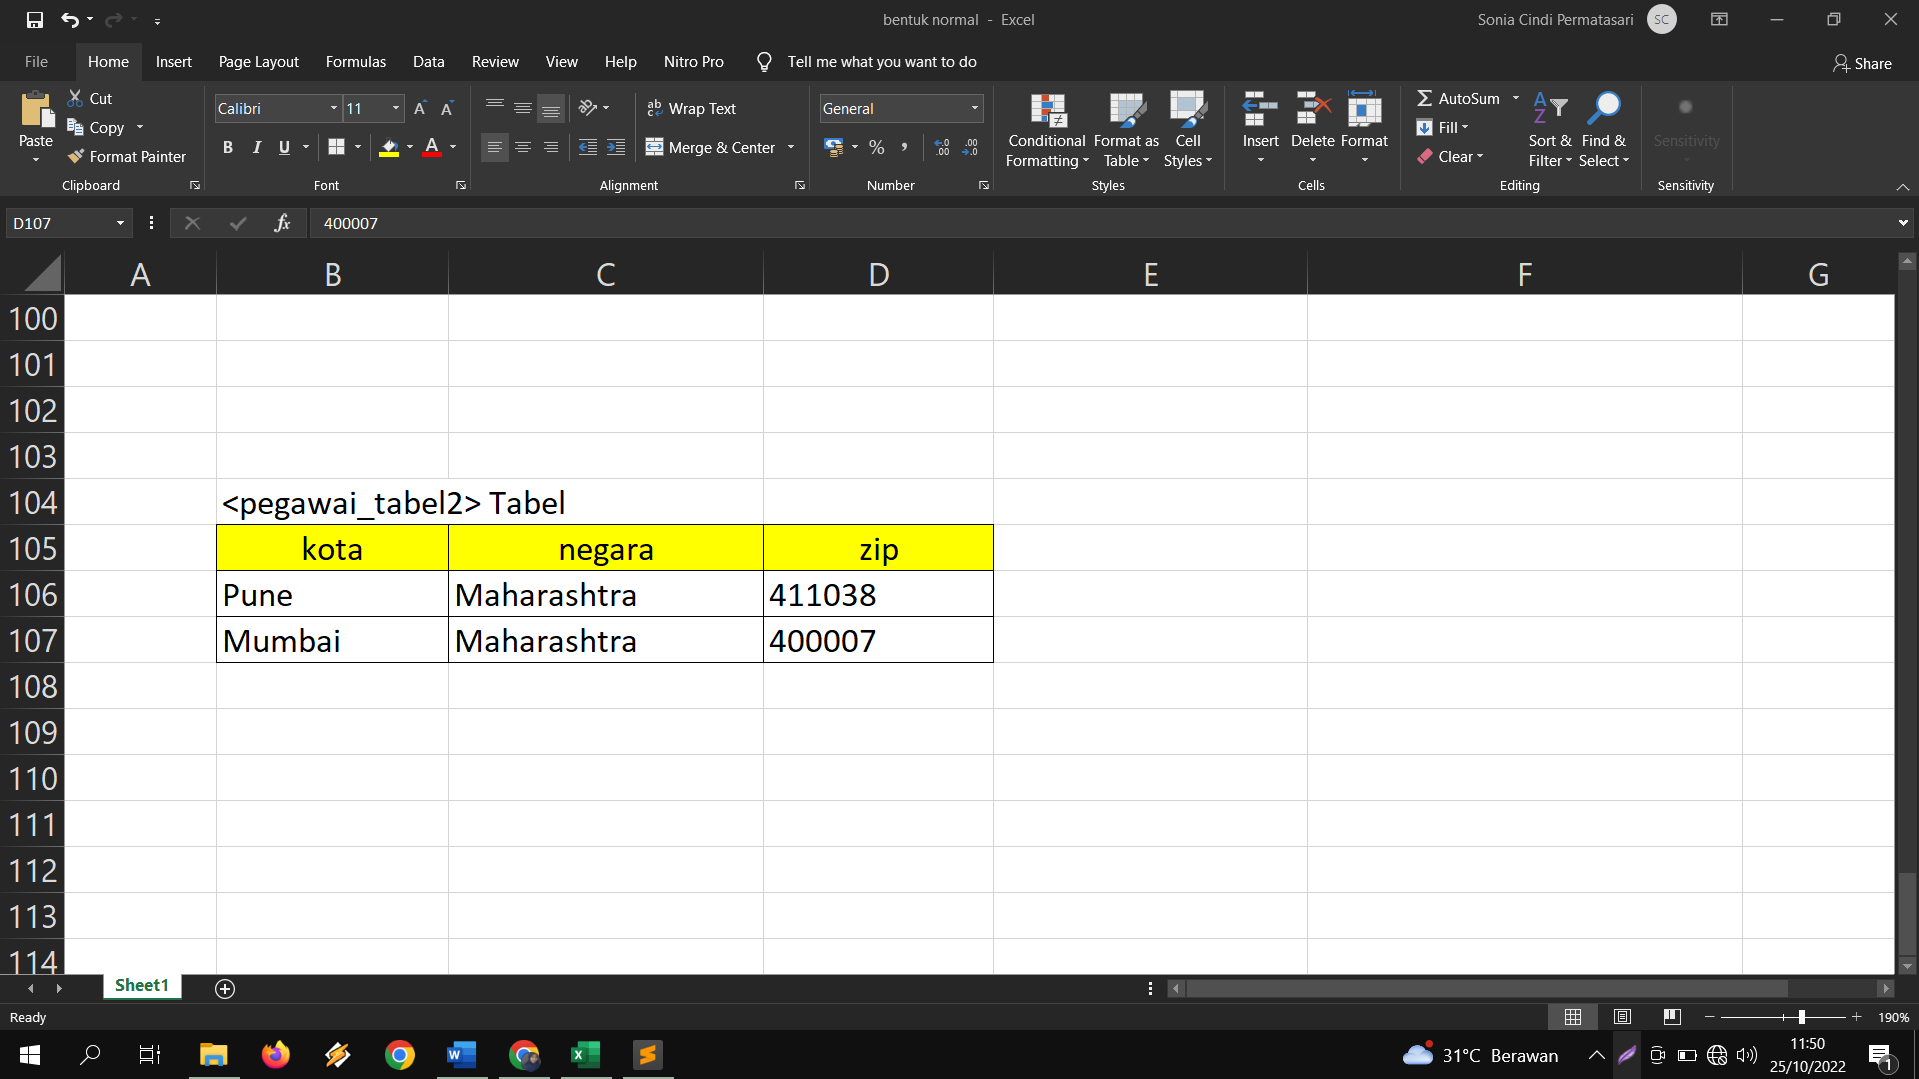 bentuk normal - Excel
Sonia Cindi Permatasari
SC
File Home Insert Page Layout Formulas Data Review View Help Nitro Pro Tell me what you want to do
Share
Paste
Cut
Copy
Format Painter
Clipboard
Calibri 11
B I U
Font
Wrap Text
Merge & Center
Alignment
General
Number
Conditional Formatting
Format as Table
Cell Styles
Styles
Insert
Delete
Format
Cells
AutoSum
Fill
Clear
Sort & Filter
Find & Select
Editing
Sensitivity
Sensitivity
D107
fx
400007
A B C D E F G
100
101
102
103
104 <pegawai_tabel2> Tabel
105 kota negara zip
106 Pune Maharashtra 411038
107 Mumbai Maharashtra 400007
108
109
110
111
112
113
114
Sheet1
Ready
190%
31°C Berawan
11:50
25/10/2022
1